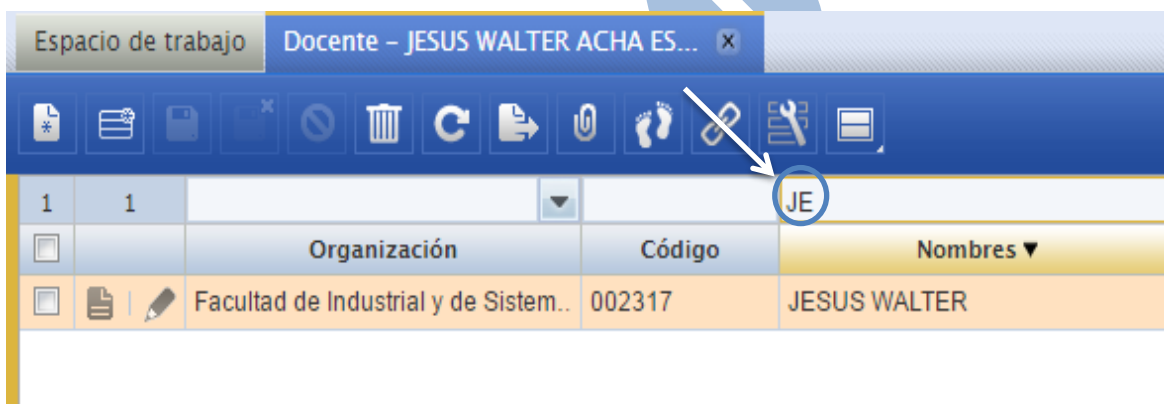 Espacio de trabajo Docente – JESUS WALTER ACHA ES...
1 1 JE
Organización Código Nombres
Facultad de Industrial y de Sistem.. 002317 JESUS WALTER